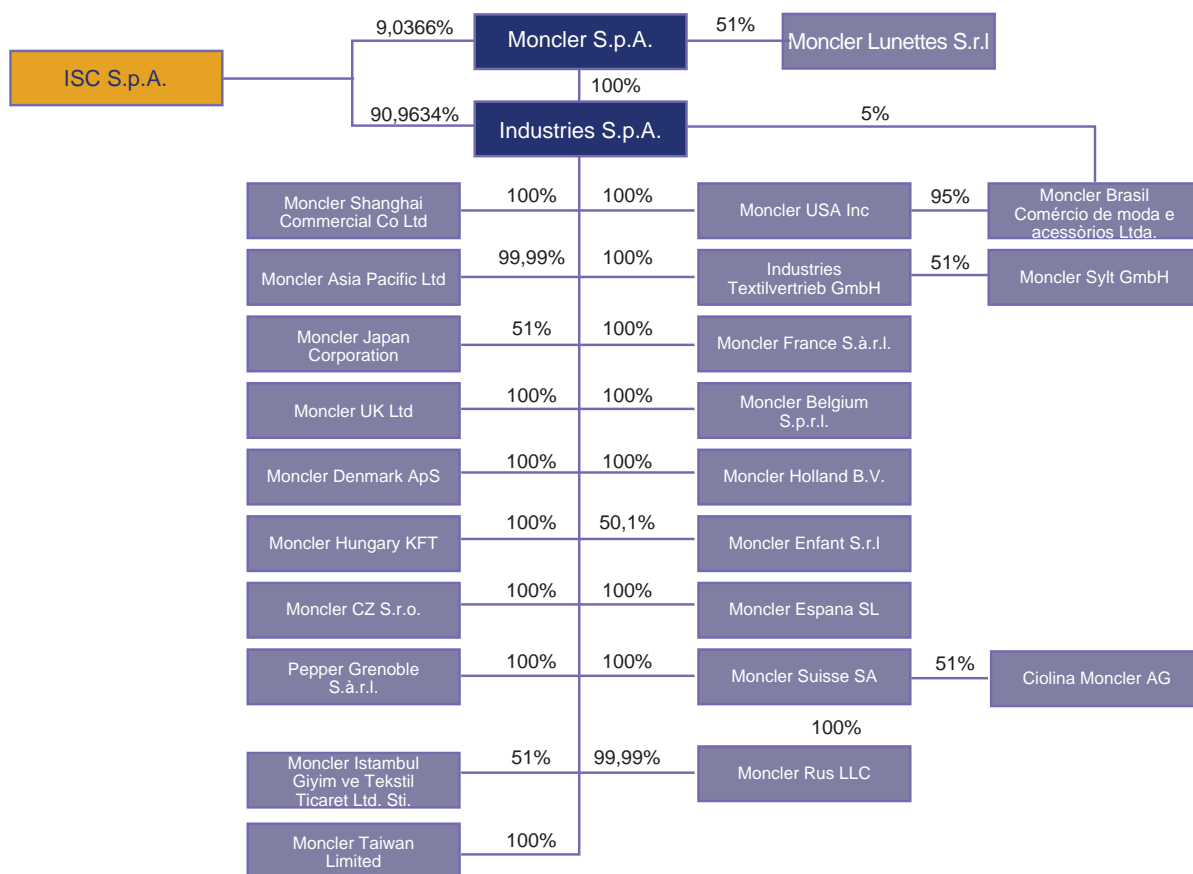 9,0366%
Moncler S.p.A.
51%
Moncler Lunettes S.r.l
ISC S.p.A.
100%
90,9634%
Industries S.p.A.
5%
Moncler Shanghai
Commercial Co Ltd
100%
100%
Moncler USA Inc
95%
Moncler Brasil
Comércio de moda e
acessòrios Ltda.
Moncler Asia Pacific Ltd
99,99%
100%
Industries
Textilvertrieb GmbH
51%
Moncler Sylt GmbH
Moncler Japan
Corporation
51%
100%
Moncler France S.à.r.l.
Moncler UK Ltd
100%
100%
Moncler Belgium
S.p.r.l.
Moncler Denmark ApS
100%
100%
Moncler Holland B.V.
Moncler Hungary KFT
100%
50,1%
Moncler Enfant S.r.l
Moncler CZ S.r.o.
100%
100%
Moncler Espana SL
Pepper Grenoble
S.à.r.l.
100%
100%
Moncler Suisse SA
51%
Ciolina Moncler AG
100%
Moncler Istambul
Giyim ve Tekstil
Ticaret Ltd. Sti.
51%
99,99%
Moncler Rus LLC
Moncler Taiwan
Limited
100%